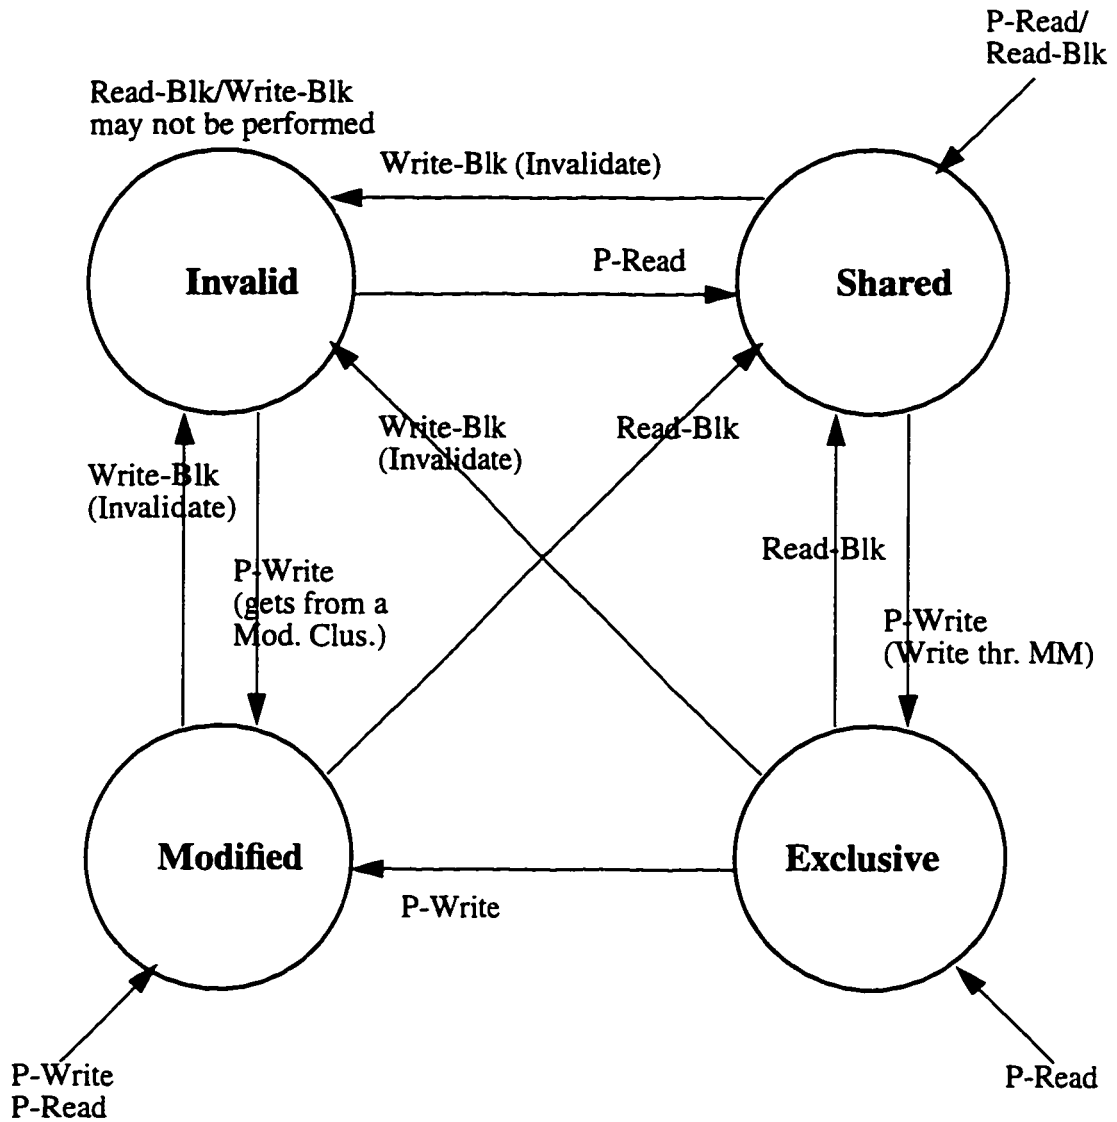 P-Read/
Read-Blk
Read-Blk/Write-Blk
may not be performed
Write-Blk (Invalidate)
P-Read
Invalid
Shared
Write-Blk
(Invalidate)
Read-Blk
Write-Blk
(Invalidate)
Read-Blk
P-Write
(gets from a
Mod. Clus.)
P-Write
(Write thr. MM)
Modified
Exclusive
P-Write
P-Write
P-Read
P-Read